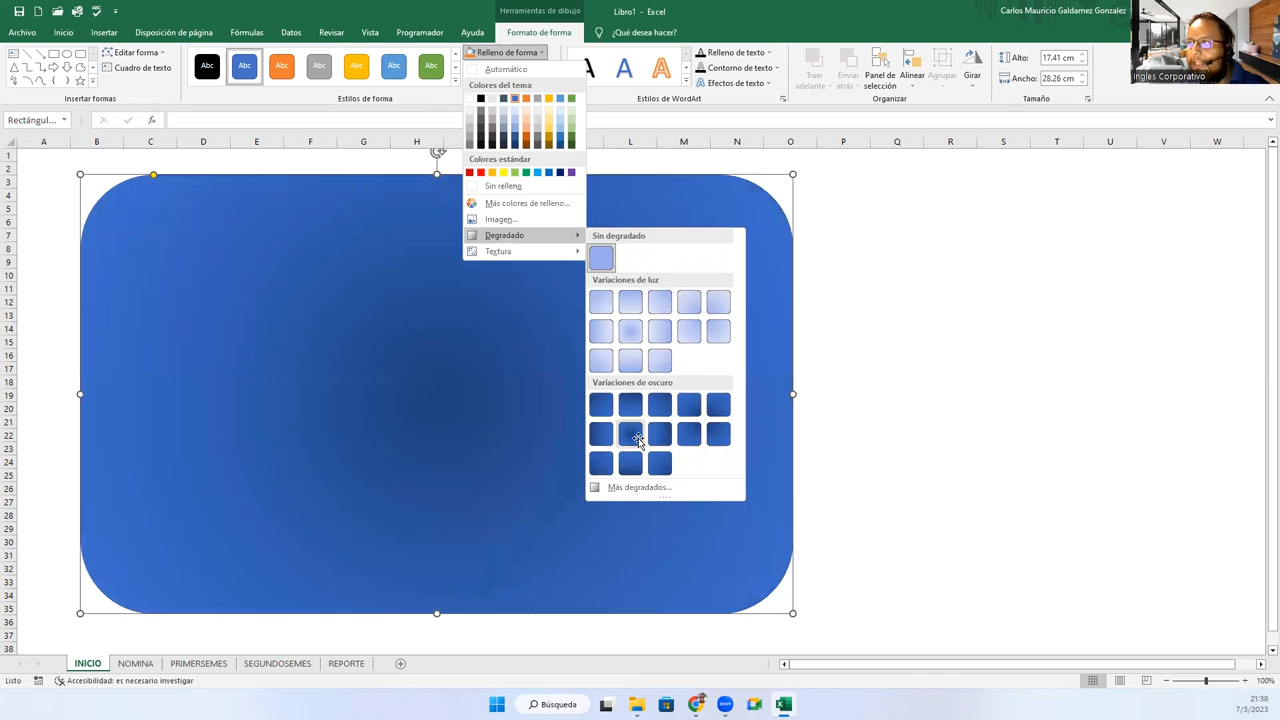 Herramientas de dibujo
Libro1 - Excel
Carlos Mauricio Galdamez Gonzalez
Archivo
Inicio
Insertar
Disposición de página
Fórmulas
Datos
Revisar
Vista
Programador
Ayuda
Formato de forma
¿Qué desea hacer?
Ingles Corporativo
Editar forma
Cuadro de texto
Insertar formas
Abc Abc Abc Abc Abc Abc Abc
Estilos de forma
Relleno de forma
A A A
Relleno de texto
Contorno de texto
Efectos de texto
Estilos de WordArt
Traer adelante
Enviar atrás
Panel de selección
Alinear
Agrupar
Girar
Organizar
Alto: 17.41 cm
Ancho: 28.26 cm
Tamaño
Rectángul...
fx
Automático
Colores del tema
Colores estándar
Sin relleno
Más colores de relleno...
Imagen...
Degradado
Textura
Sin degradado
Variaciones de luz
Variaciones de oscuro
Más degradados...
A B C D E F G H L M N O P Q R S T U V W
1
2
3
4
5
6
7
8
9
10
11
12
13
14
15
16
17
18
19
20
21
22
23
24
25
26
27
28
29
30
31
32
33
34
35
36
37
38
INICIO
NOMINA
PRIMERSEMES
SEGUNDOSEMES
REPORTE
Listo
Accesibilidad: es necesario investigar
100%
Búsqueda
21:38
7/3/2023